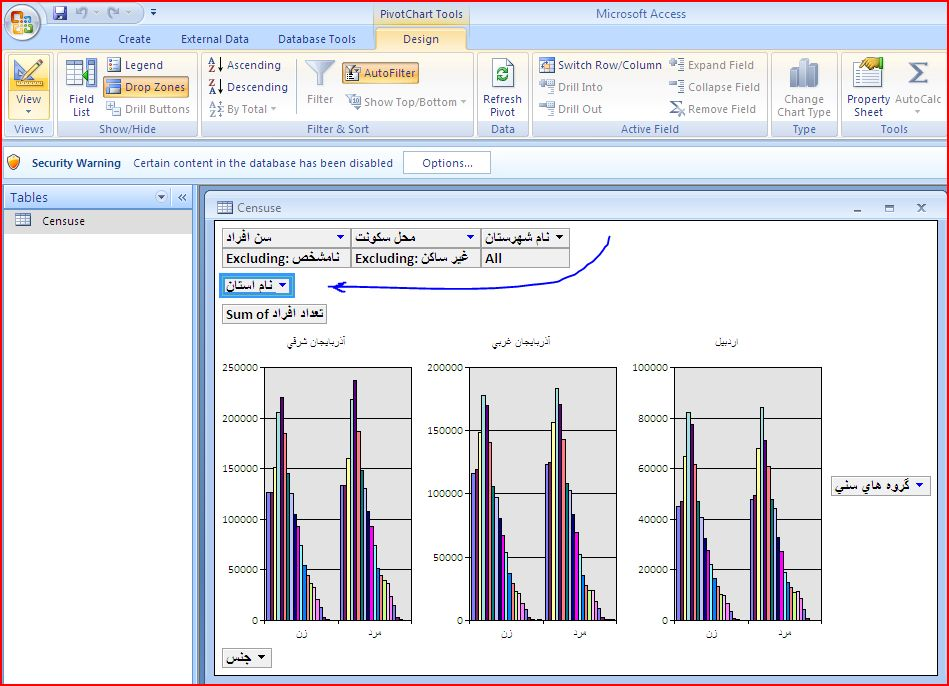 PivotChart Tools
Microsoft Access
Home Create External Data Database Tools Design
View
Views
Field List
Legend
Drop Zones
Drill Buttons
Show/Hide
Ascending
Descending
By Total
Filter
AutoFilter
Show Top/Bottom
Filter & Sort
Refresh Pivot
Data
Switch Row/Column
Drill Into
Drill Out
Expand Field
Collapse Field
Remove Field
Active Field
Change Chart Type
Type
Property Sheet
AutoCalc
Tools
Security Warning Certain content in the database has been disabled Options...
Tables
Censuse
Censuse
سن افراد محل سکونت نام شهرستان
Excluding: نامشخص Excluding: غیر ساکن All
نام استان
Sum of تعداد افراد
آذربایجان شرقي آذربایجان غربي اردبیل
250000
200000
150000
100000
50000
0
زن مرد
200000
150000
100000
50000
0
زن مرد
100000
80000
60000
40000
20000
0
زن مرد
گروه هاي سني
جنس